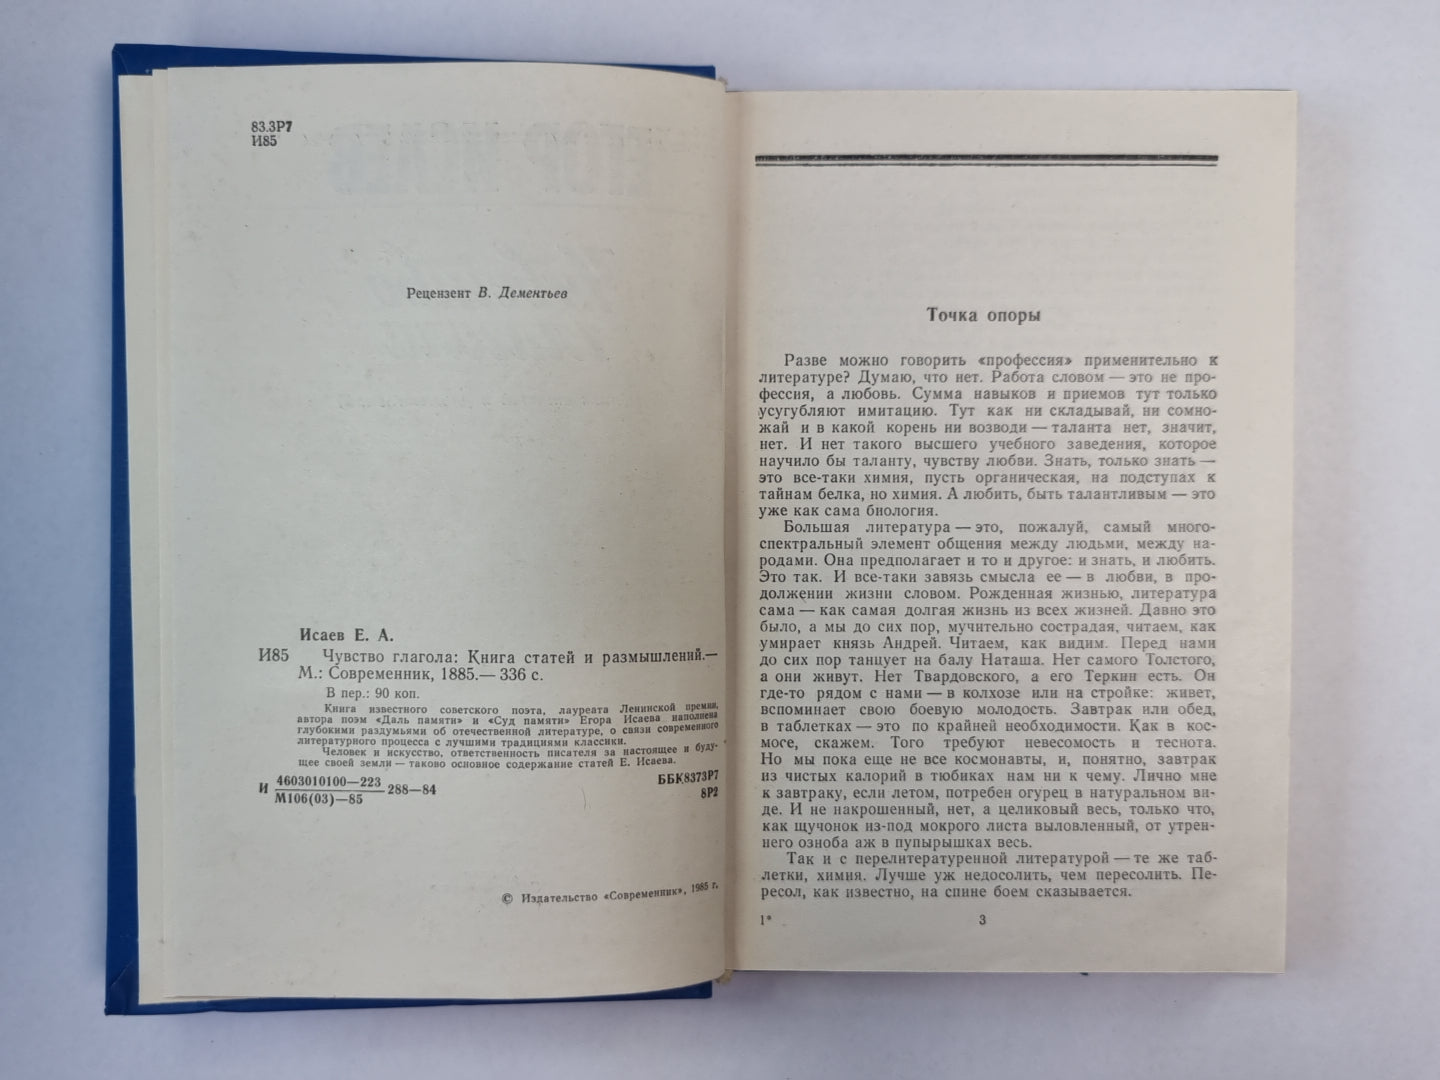 83.3Р7
И85
Рецензент В. Дементьев
Исаев Е. А.
И85 Чувство глагола: Книга статей и размышлений.—
М.: Современник, 1885.— 336 с.
В пер.: 90 коп.
Книга известного советского поэта, лауреата Ленинской премии,
автора поэм «Даль памяти» и «Суд памяти» Егора Исаева наполнена
глубокими раздумьями об отечественной литературе, о связи современного
литературного процесса с лучшими традициями классики.
Человек и искусство, ответственность писателя за настоящее и буду-
щее своей земли — таково основное содержание статей Е. Исаева.
И 4603010100—223
М106(03)—85 288—84
ББК8373Р7
8Р2
© Издательство «Современник», 1985 г.
Точка опоры
Разве можно говорить «профессия» применительно к
литературе? Думаю, что нет. Работа словом — это не про-
фессия, а любовь. Сумма навыков и приемов тут только
усугубляют имитацию. Тут как ни складывай, ни сомно-
жай и в какой корень ни возводи — таланта нет, значит,
нет. И нет такого высшего учебного заведения, которое
научило бы таланту, чувству любви. Знать, только знать —
это все-таки химия, пусть органическая, на подступах к
тайнам белка, но химия. А любить, быть талантливым — это
уже как сама биология.
Большая литература — это, пожалуй, самый много-
спектральный элемент общения между людьми, между на-
родами. Она предполагает и то и другое: и знать, и любить.
Это так. И все-таки завязь смысла ее — в любви, в про-
должении жизни словом. Рожденная жизнью, литература
сама — как самая долгая жизнь из всех жизней. Давно это
было, а мы до сих пор, мучительно сострадая, читаем, как
умирает князь Андрей. Читаем, как видим. Перед нами
до сих пор танцует на балу Наташа. Нет самого Толстого,
а они живут. Нет Твардовского, а его Теркин есть. Он
где-то рядом с нами — в колхозе или на стройке: живет,
вспоминает свою боевую молодость. Завтрак или обед,
в таблетках — это по крайней необходимости. Как в кос-
мосе, скажем. Того требуют невесомость и теснота.
Но мы пока еще не все космонавты, и, понятно, завтрак
из чистых калорий в тюбиках нам ни к чему. Лично мне
к завтраку, если летом, потребен огурец в натуральном ви-
де. И не накрошенный, нет, а целиковый весь, только что,
как щучонок из-под мокрого листа выловленный, от утрен-
него озноба аж в пупырышках весь.
Так и с перелитературенной литературой — те же таб-
летки, химия. Лучше уж недосолить, чем пересолить. Пе-
ресол, как известно, на спине боем сказывается.
1* 3